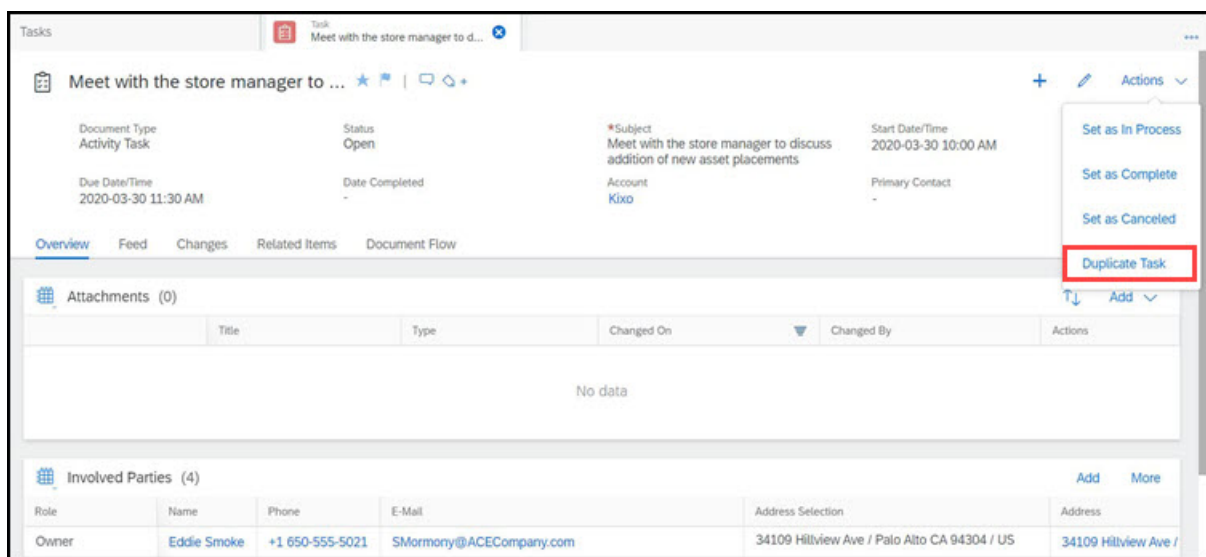 Tasks
Task
Meet with the store manager to d...
Meet with the store manager to ...
Actions
Document Type
Activity Task
Status
Open
*Subject
Meet with the store manager to discuss
addition of new asset placements
Start Date/Time
2020-03-30 10:00 AM
Due Date/Time
2020-03-30 11:30 AM
Date Completed
-
Account
Kixo
Primary Contact
-
Set as In Process
Set as Complete
Set as Canceled
Duplicate Task
Overview Feed Changes Related Items Document Flow
Attachments (0)
Add
Title Type Changed On Changed By Actions
No data
Involved Parties (4)
Add More
Role Name Phone E-Mail Address Selection Address
Owner Eddie Smoke +1 650-555-5021 SMormony@ACECompany.com 34109 Hillview Ave / Palo Alto CA 94304 / US 34109 Hillview Ave /